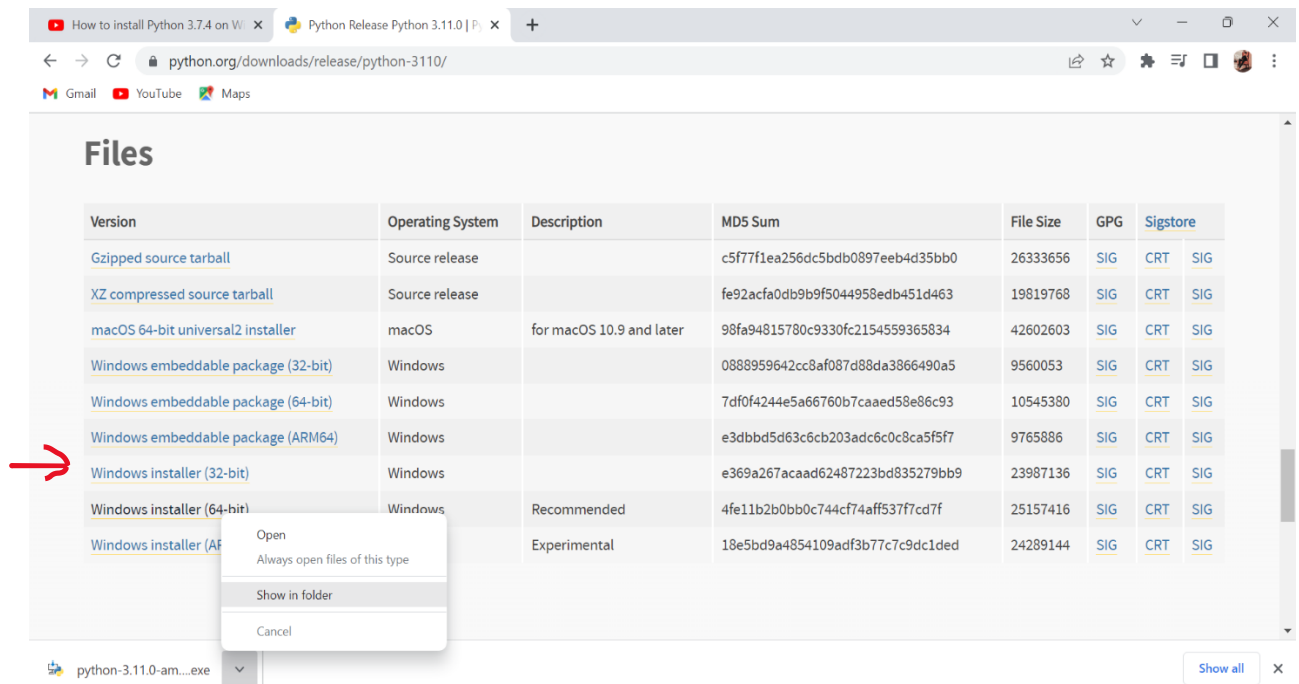 How to install Python 3.7.4 on Wi
Python Release Python 3.11.0 | Py
python.org/downloads/release/python-3110/
Gmail YouTube Maps
Files
Version Operating System Description MD5 Sum File Size GPG Sigstore
Gzipped source tarball Source release c5f77f1ea256dc5bdb0897eeb4d35bb0 26333656 SIG CRT SIG
XZ compressed source tarball Source release fe92acfa0db9b9f5044958edb451d463 19819768 SIG CRT SIG
macOS 64-bit universal2 installer macOS for macOS 10.9 and later 98fa94815780c9330fc2154559365834 42602603 SIG CRT SIG
Windows embeddable package (32-bit) Windows 0888959642cc8af087d88da3866490a5 9560053 SIG CRT SIG
Windows embeddable package (64-bit) Windows 7df0f4244e5a66760b7caaed58e86c93 10545380 SIG CRT SIG
Windows embeddable package (ARM64) Windows e3dbbd5d63c6cb203adc6c0c8ca5f5f7 9765886 SIG CRT SIG
Windows installer (32-bit) Windows e369a267acaad62487223bd835279bb9 23987136 SIG CRT SIG
Windows installer (64-bit) Windows Recommended 4fe11b2b0bb0c744cf74aff537f7cd7f 25157416 SIG CRT SIG
Windows installer (AR Experimental 18e5bd9a4854109adf3b77c7c9dc1ded 24289144 SIG CRT SIG
Open
Always open files of this type
Show in folder
Cancel
python-3.11.0-am....exe
Show all